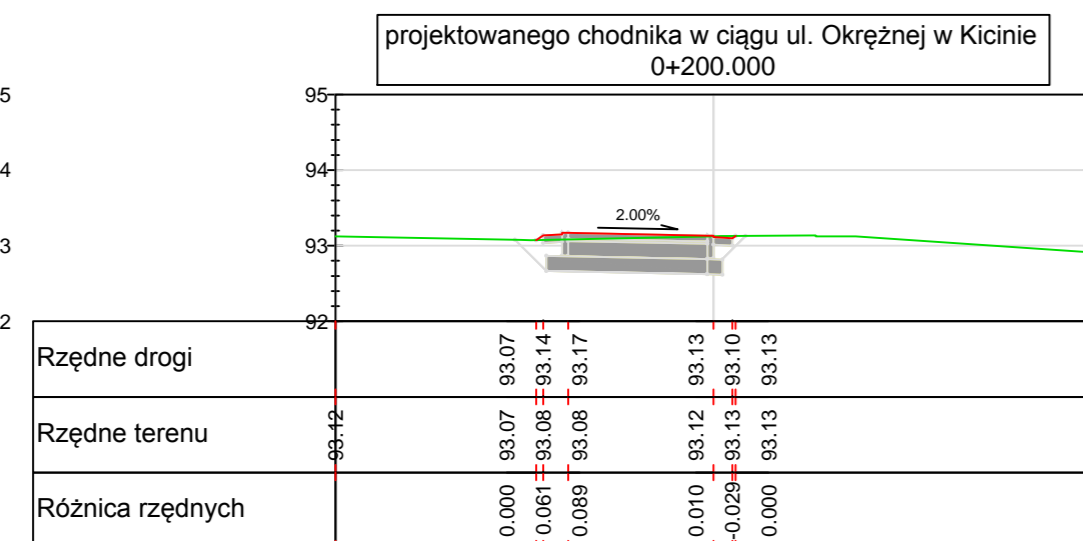 projektowanego chodnika w ciągu ul. Okrężnej w Kicinie
0+200.000
5
95
4
94
2.00%
3
93
2
92
Rzędne drogi
93.07 93.14 93.17 93.13 93.10 93.13
Rzędne terenu
93.12 93.07 93.08 93.08 93.12 93.13 93.13
Różnica rzędnych
0.000 0.061 0.089 0.010 -0.029 0.000